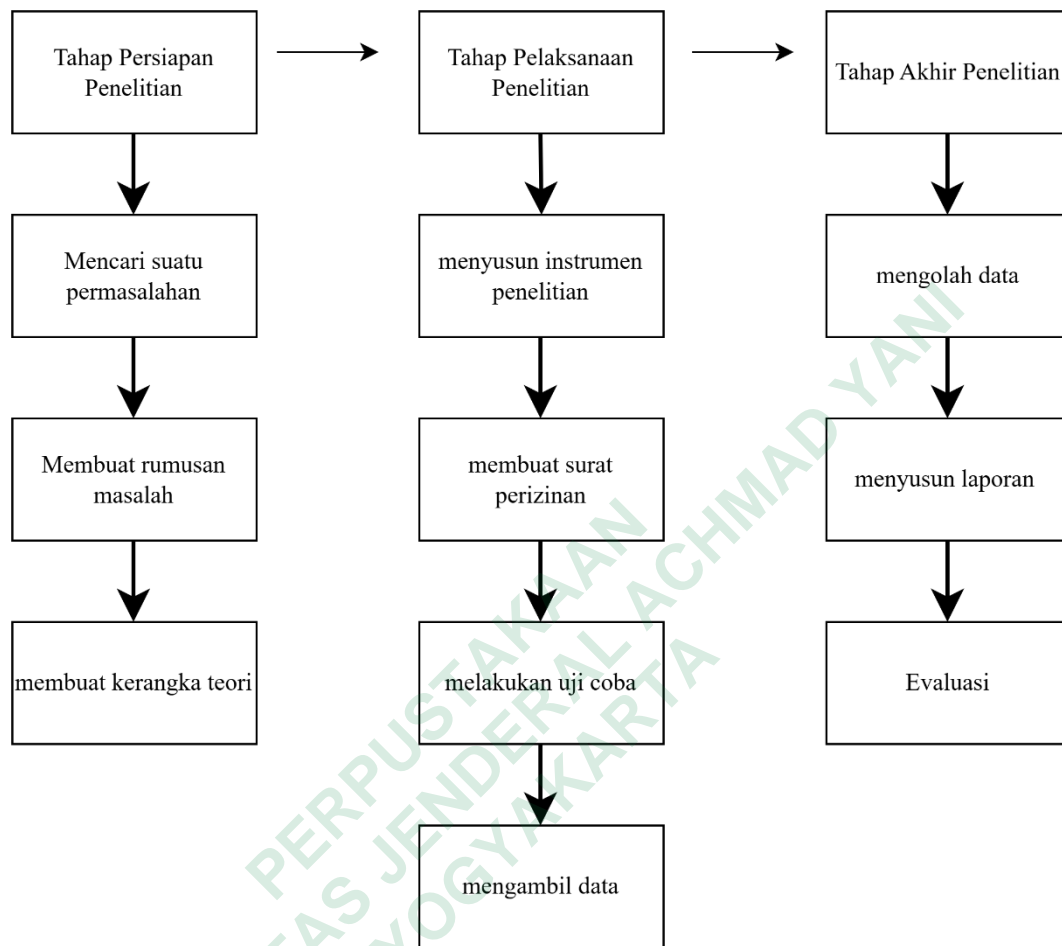 Tahap Persiapan
Penelitian
Tahap Pelaksanaan
Penelitian
Tahap Akhir Penelitian
Mencari suatu
permasalahan
menyusun instrumen
penelitian
mengolah data
Membuat rumusan
masalah
membuat surat
perizinan
menyusun laporan
membuat kerangka teori
melakukan uji coba
Evaluasi
mengambil data
PERPUSTAKAAN
TAS JENDERAL ACHMAD YANI
YOGYAKARTA